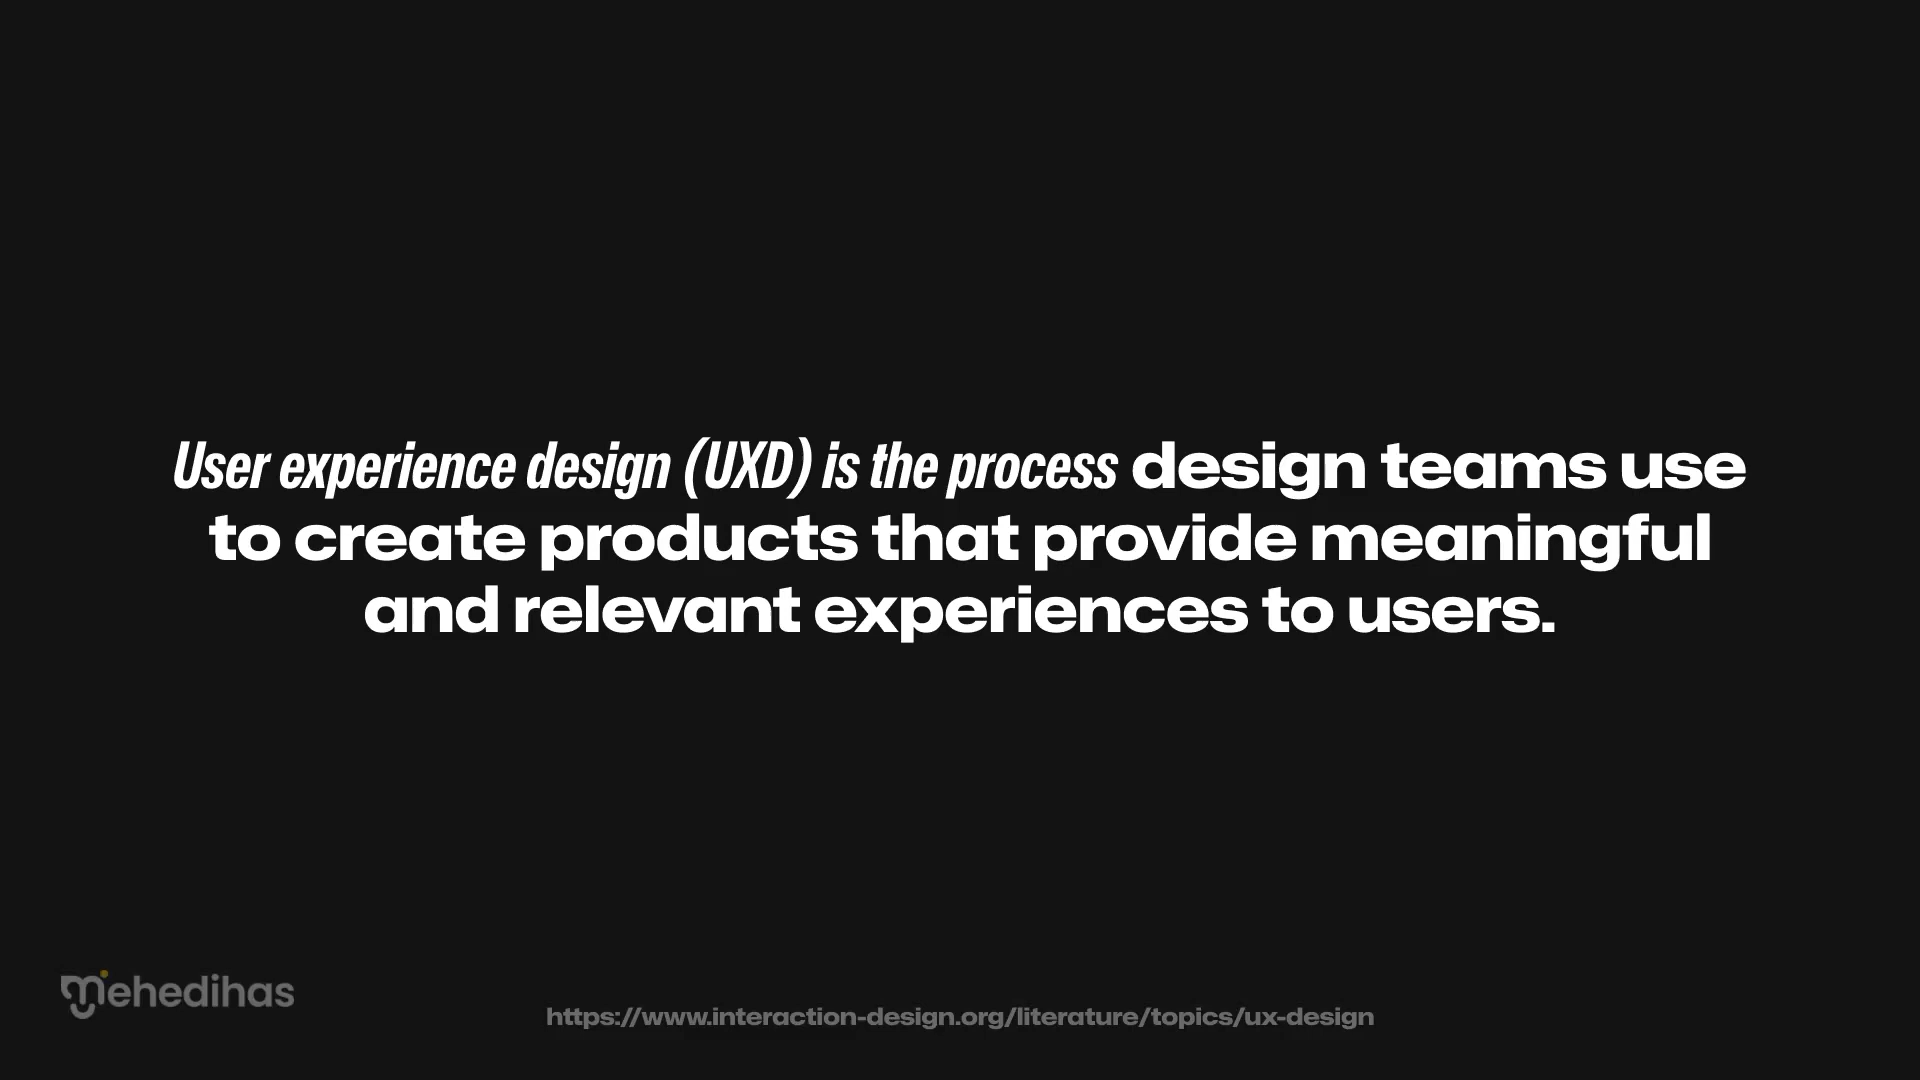 User experience design (UXD) is the process design teams use
to create products that provide meaningful
and relevant experiences to users.
mehedihas
https://www.interaction-design.org/literature/topics/ux-design